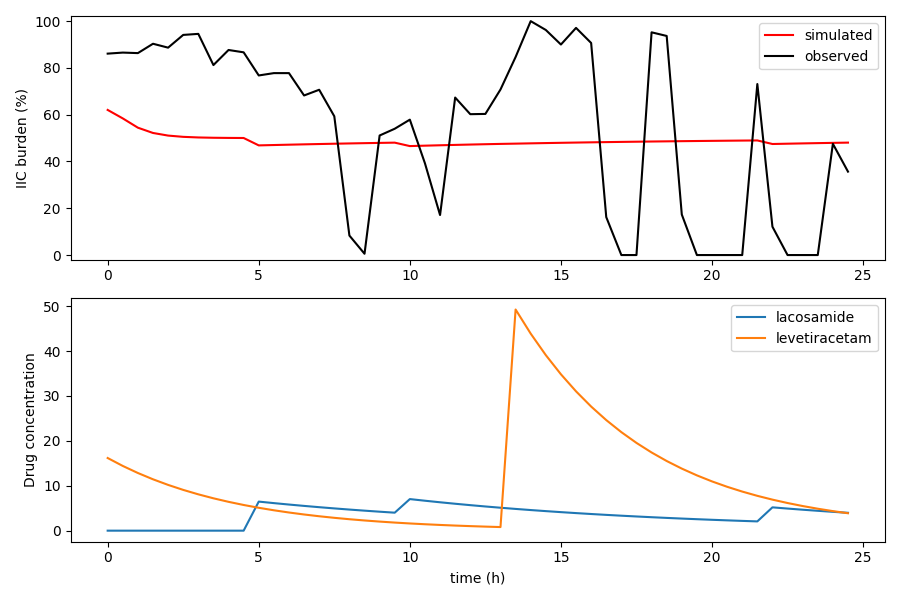 100
80
60
40
20
0
IIC burden (%)
simulated
observed
0 5 10 15 20 25
50
40
30
20
10
0
Drug concentration
lacosamide
levetiracetam
0 5 10 15 20 25
time (h)